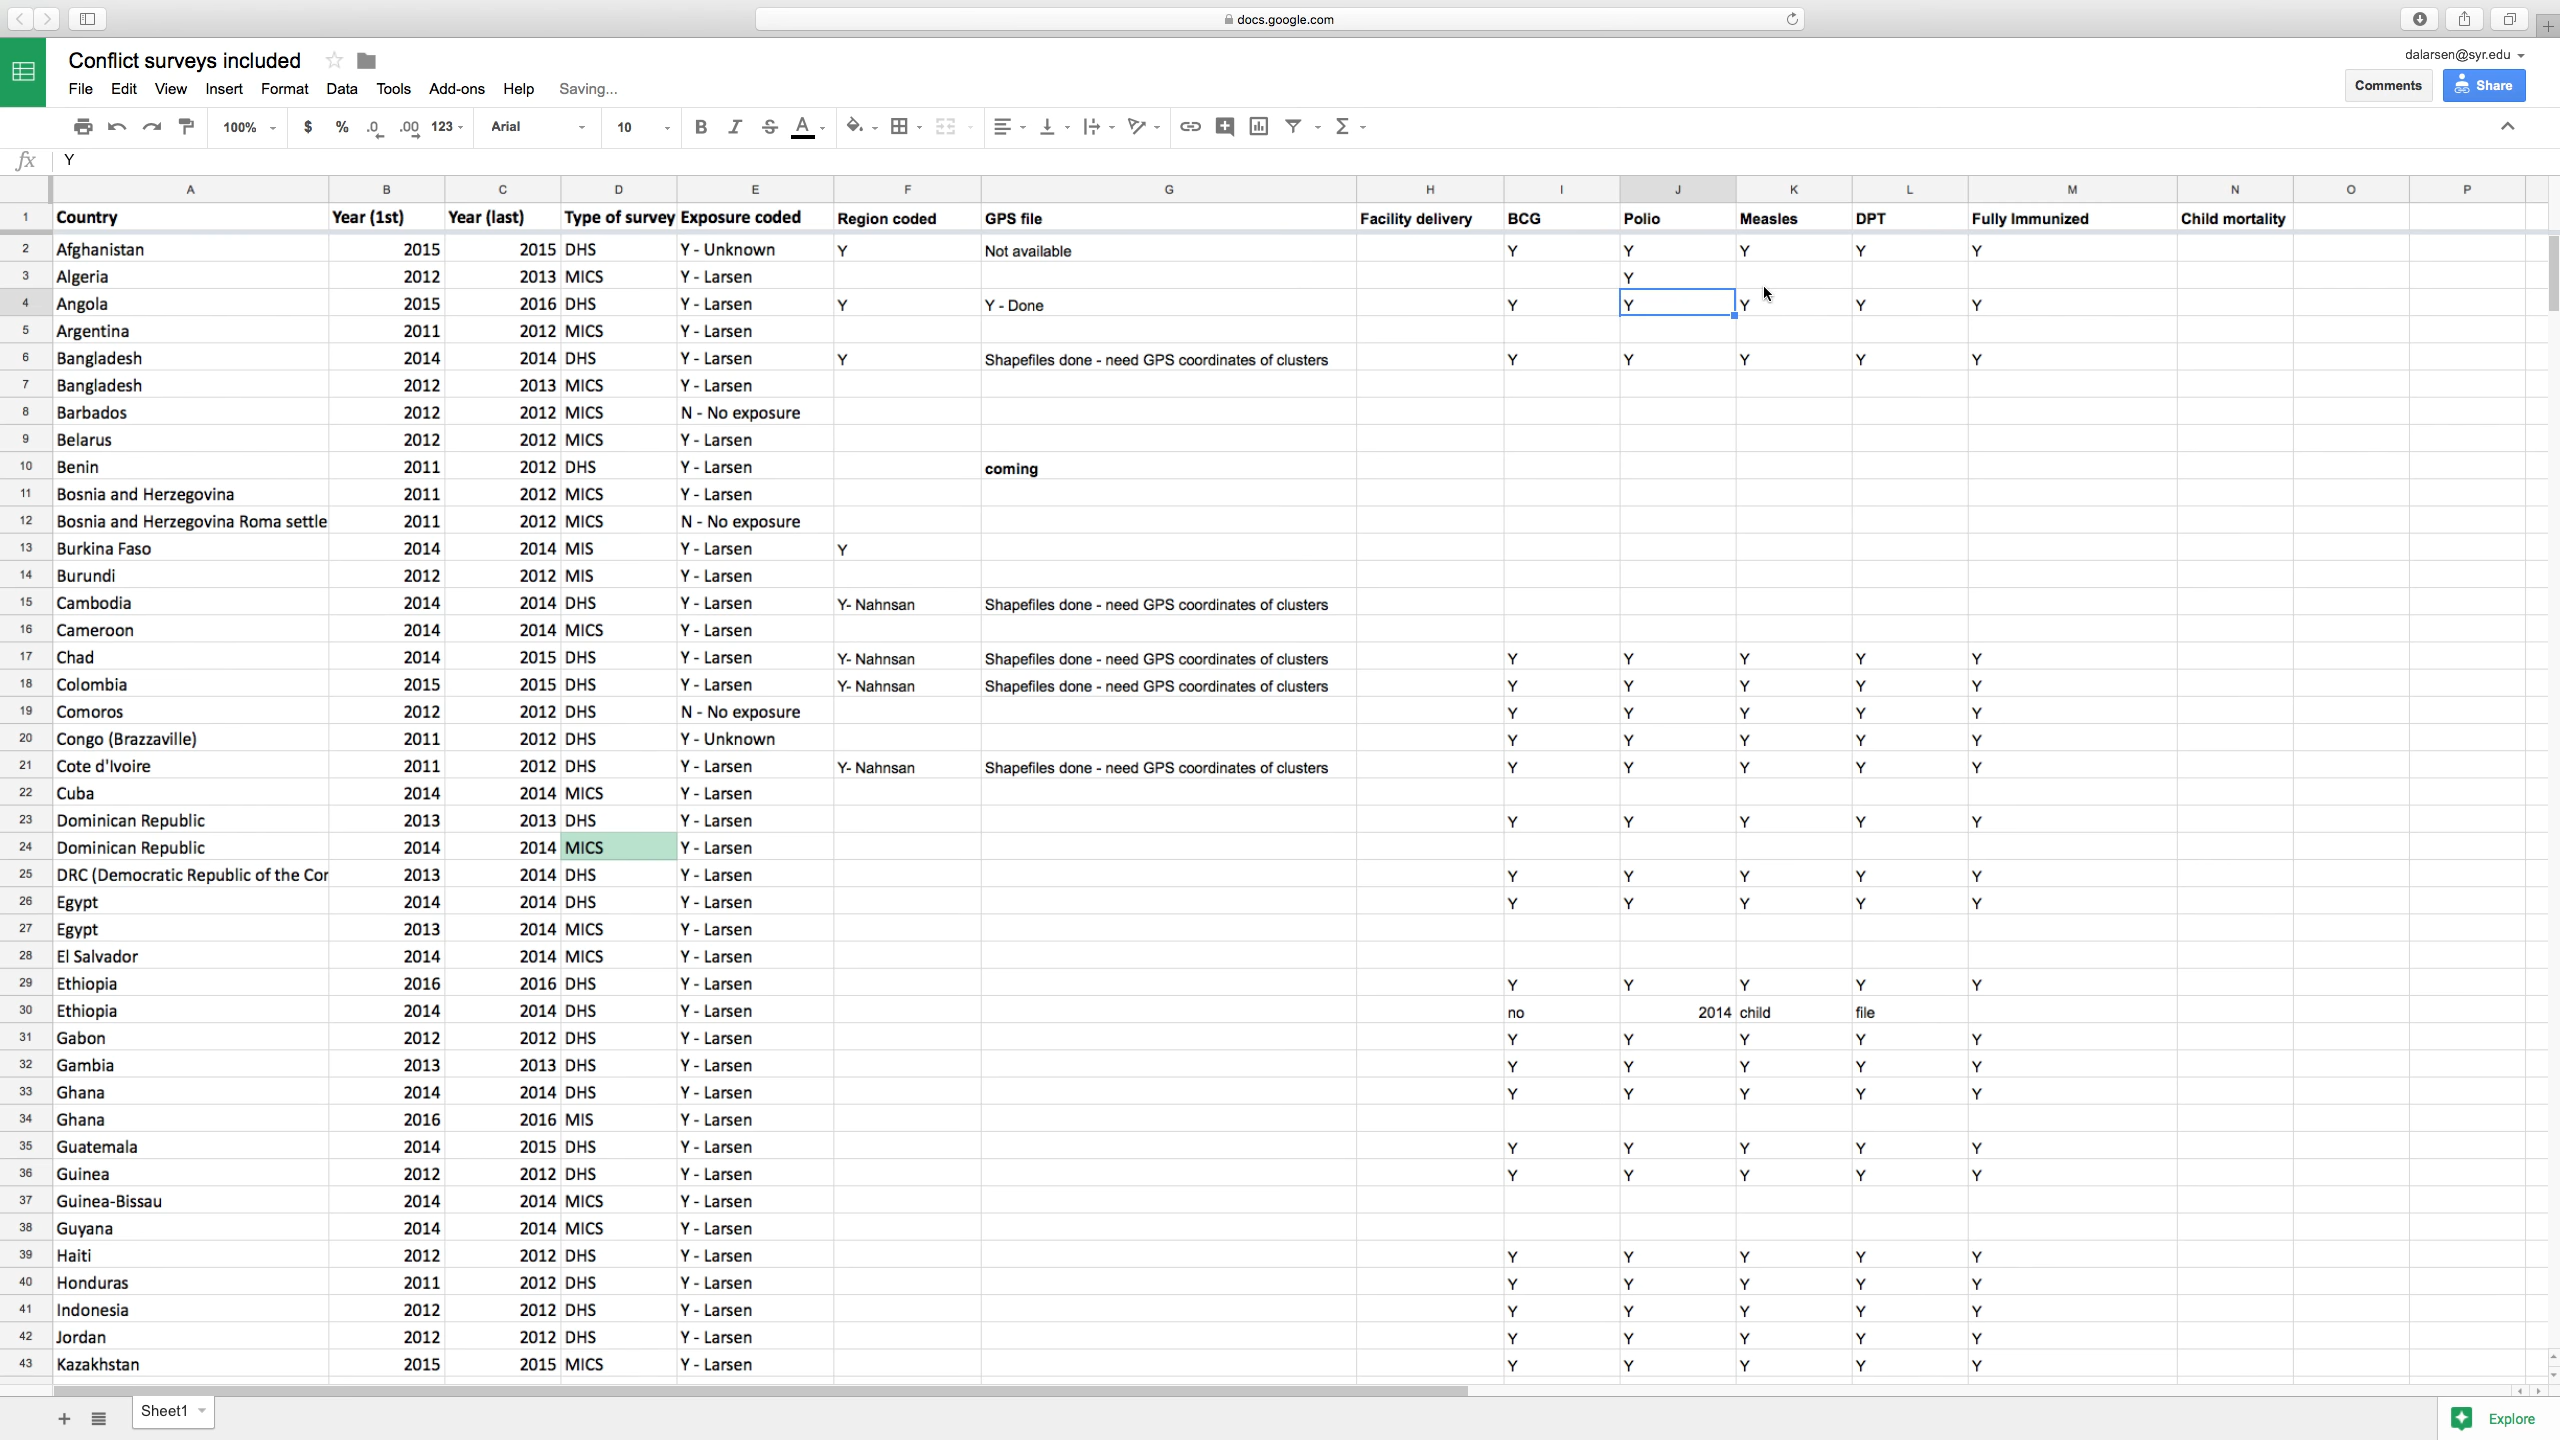 docs.google.com
Conflict surveys included
dalarsen@syr.edu
File Edit View Insert Format Data Tools Add-ons Help Saving...
Comments Share
100% $ % .0 .00 123 Arial 10 B I S A Σ
fx Y
A B C D E F G H I J K L M N O P
1 Country Year (1st) Year (last) Type of survey Exposure coded Region coded GPS file Facility delivery BCG Polio Measles DPT Fully Immunized Child mortality
2 Afghanistan 2015 2015 DHS Y - Unknown Y Not available Y Y Y Y Y
3 Algeria 2012 2013 MICS Y - Larsen Y
4 Angola 2015 2016 DHS Y - Larsen Y Y - Done Y Y Y Y Y
5 Argentina 2011 2012 MICS Y - Larsen
6 Bangladesh 2014 2014 DHS Y - Larsen Y Shapefiles done - need GPS coordinates of clusters Y Y Y Y Y
7 Bangladesh 2012 2013 MICS Y - Larsen
8 Barbados 2012 2012 MICS N - No exposure
9 Belarus 2012 2012 MICS Y - Larsen
10 Benin 2011 2012 DHS Y - Larsen coming
11 Bosnia and Herzegovina 2011 2012 MICS Y - Larsen
12 Bosnia and Herzegovina Roma settle 2011 2012 MICS N - No exposure
13 Burkina Faso 2014 2014 MIS Y - Larsen Y
14 Burundi 2012 2012 MIS Y - Larsen
15 Cambodia 2014 2014 DHS Y - Larsen Y- Nahnsan Shapefiles done - need GPS coordinates of clusters
16 Cameroon 2014 2014 MICS Y - Larsen
17 Chad 2014 2015 DHS Y - Larsen Y- Nahnsan Shapefiles done - need GPS coordinates of clusters Y Y Y Y Y
18 Colombia 2015 2015 DHS Y - Larsen Y- Nahnsan Shapefiles done - need GPS coordinates of clusters Y Y Y Y Y
19 Comoros 2012 2012 DHS N - No exposure Y Y Y Y Y
20 Congo (Brazzaville) 2011 2012 DHS Y - Unknown Y Y Y Y Y
21 Cote d'Ivoire 2011 2012 DHS Y - Larsen Y- Nahnsan Shapefiles done - need GPS coordinates of clusters Y Y Y Y Y
22 Cuba 2014 2014 MICS Y - Larsen
23 Dominican Republic 2013 2013 DHS Y - Larsen Y Y Y Y Y
24 Dominican Republic 2014 2014 MICS Y - Larsen
25 DRC (Democratic Republic of the Cor 2013 2014 DHS Y - Larsen Y Y Y Y Y
26 Egypt 2014 2014 DHS Y - Larsen Y Y Y Y Y
27 Egypt 2013 2014 MICS Y - Larsen
28 El Salvador 2014 2014 MICS Y - Larsen
29 Ethiopia 2016 2016 DHS Y - Larsen Y Y Y Y Y
30 Ethiopia 2014 2014 DHS Y - Larsen no 2014 child file
31 Gabon 2012 2012 DHS Y - Larsen Y Y Y Y Y
32 Gambia 2013 2013 DHS Y - Larsen Y Y Y Y Y
33 Ghana 2014 2014 DHS Y - Larsen Y Y Y Y Y
34 Ghana 2016 2016 MIS Y - Larsen
35 Guatemala 2014 2015 DHS Y - Larsen Y Y Y Y Y
36 Guinea 2012 2012 DHS Y - Larsen Y Y Y Y Y
37 Guinea-Bissau 2014 2014 MICS Y - Larsen
38 Guyana 2014 2014 MICS Y - Larsen
39 Haiti 2012 2012 DHS Y - Larsen Y Y Y Y Y
40 Honduras 2011 2012 DHS Y - Larsen Y Y Y Y Y
41 Indonesia 2012 2012 DHS Y - Larsen Y Y Y Y Y
42 Jordan 2012 2012 DHS Y - Larsen Y Y Y Y Y
43 Kazakhstan 2015 2015 MICS Y - Larsen Y Y Y Y Y
Sheet1
Explore